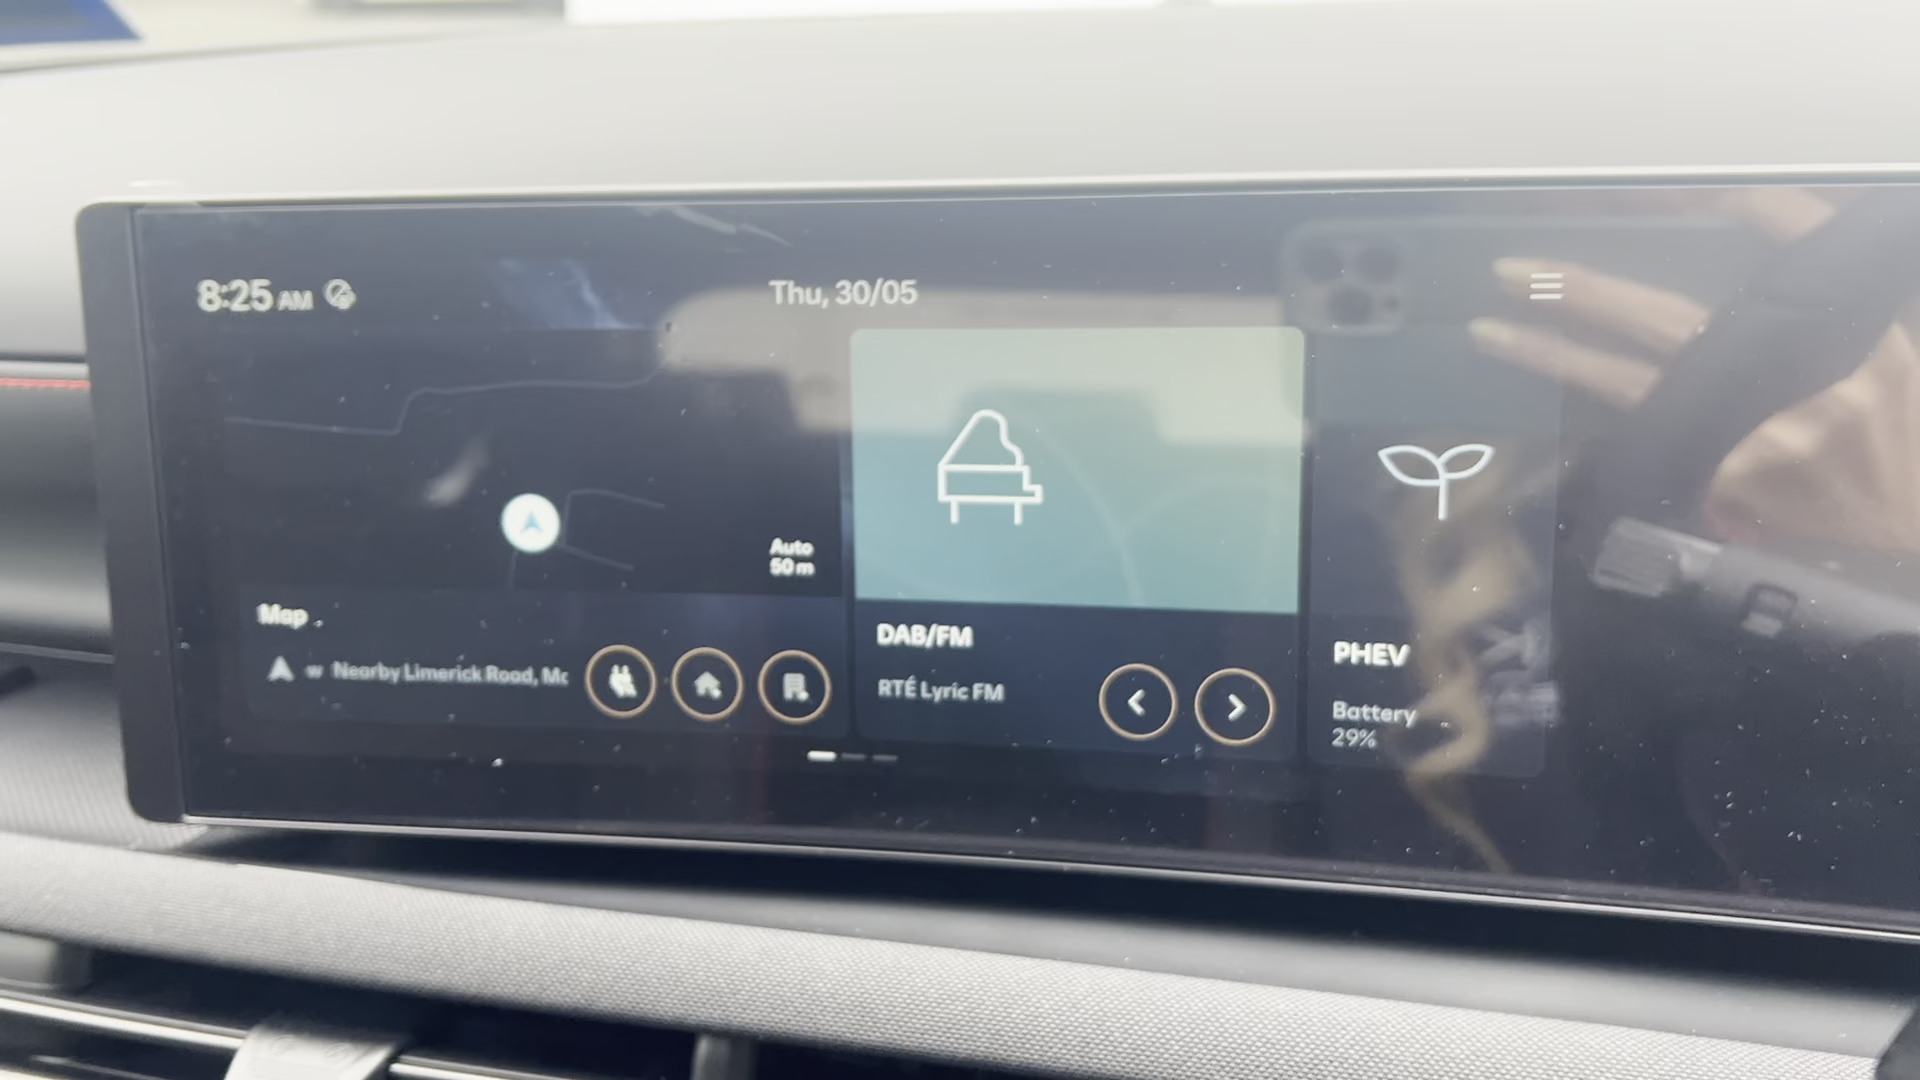 8:25 AM
Thu, 30/05
Auto
50 m
Map
w Nearby Limerick Road, Mc
DAB/FM
RTÉ Lyric FM
PHEV
Battery
29%